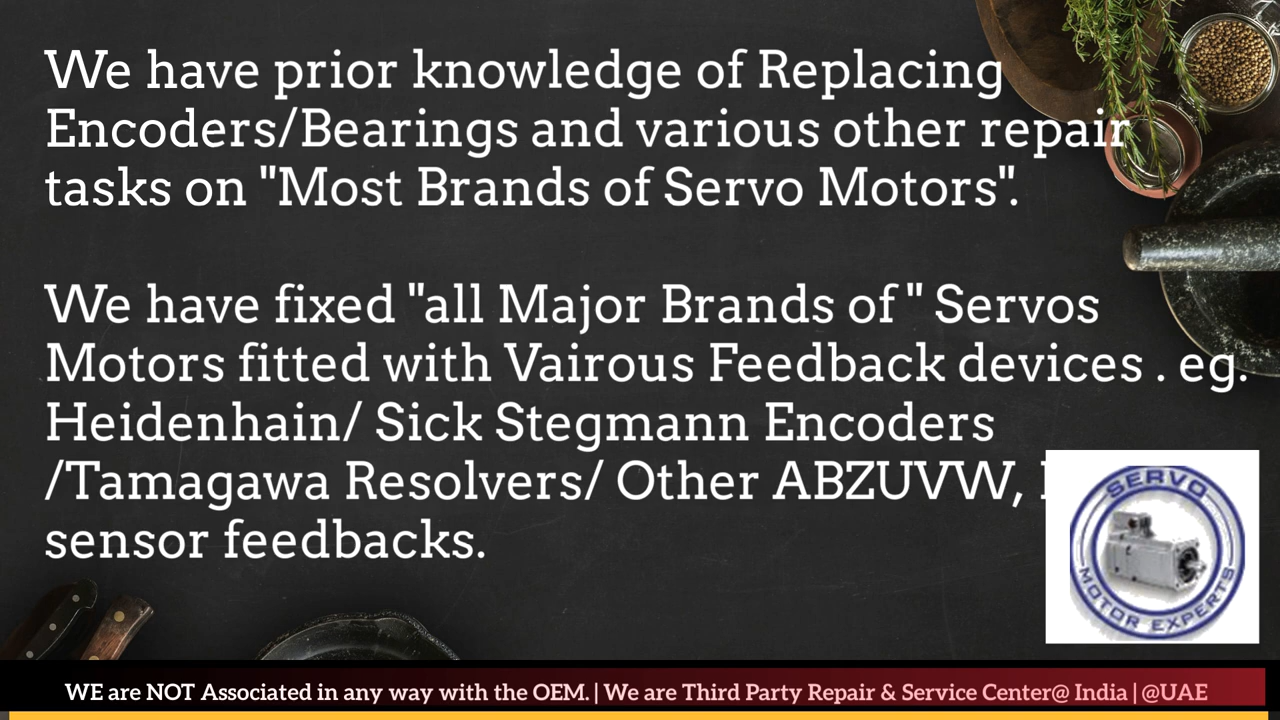 We have prior knowledge of Replacing
Encoders/Bearings and various other repair
tasks on "Most Brands of Servo Motors".
We have fixed "all Major Brands of " Servos
Motors fitted with Vairous Feedback devices . eg.
Heidenhain/ Sick Stegmann Encoders
/Tamagawa Resolvers/ Other ABZUVW,
sensor feedbacks.
SERVO
MOTOR EXPERTS
WE are NOT Associated in any way with the OEM. | We are Third Party Repair & Service Center@ India | @UAE